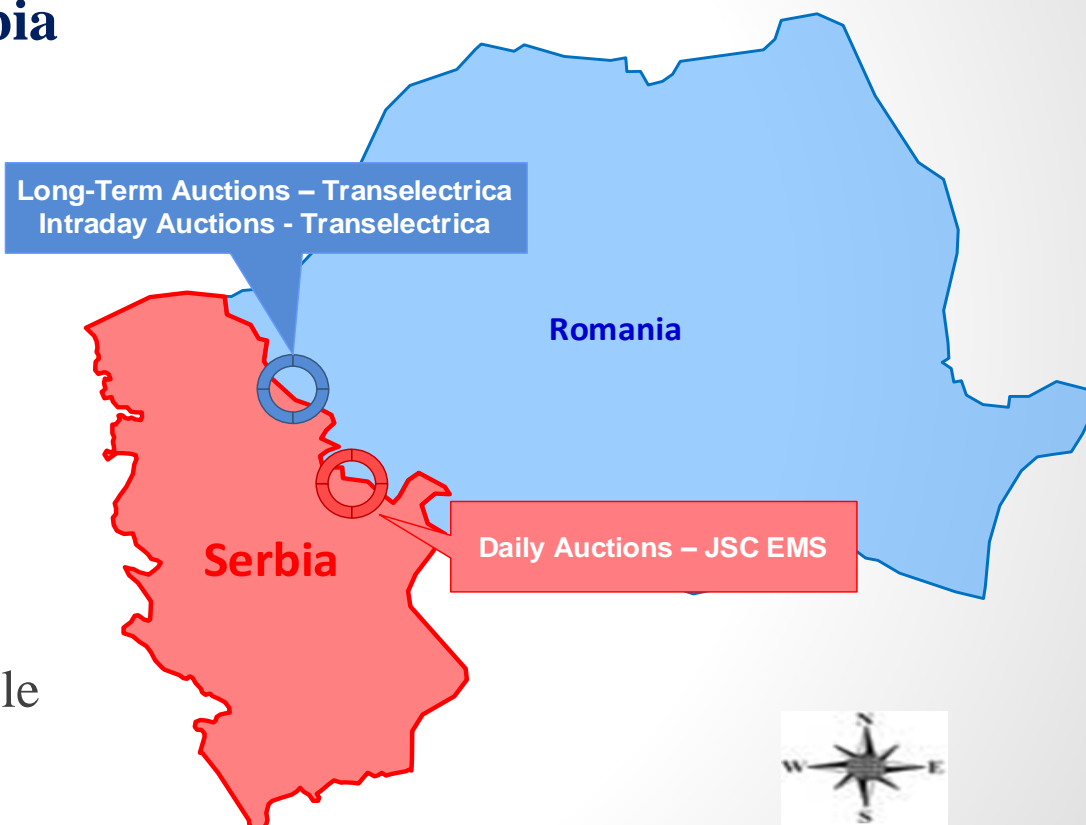 bia
Long-Term Auctions – Transelectrica
Intraday Auctions - Transelectrica
Romania
Daily Auctions – JSC EMS
Serbia
le
N
W E
S